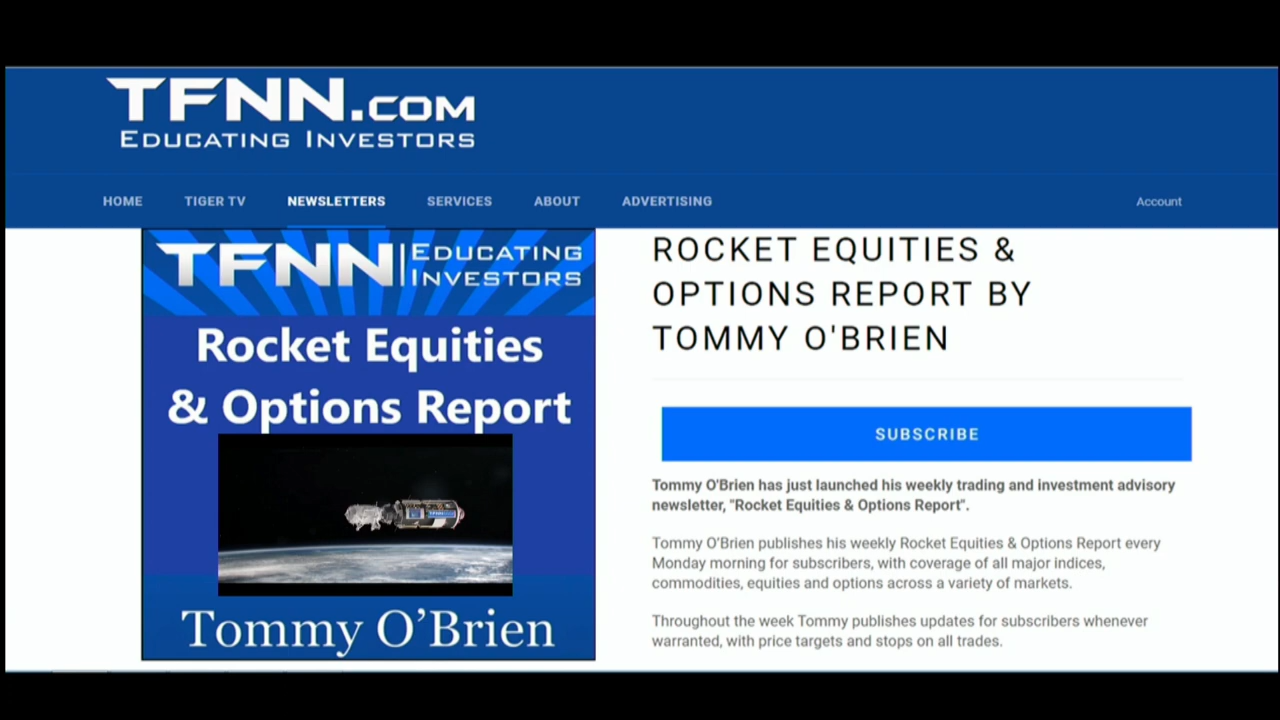 TFNN.COM
EDUCATING INVESTORS
HOME
TIGER TV
NEWSLETTERS
SERVICES
ABOUT
ADVERTISING
Account
TFNN
EDUCATING
INVESTORS
Rocket Equities
& Options Report
TFNN
Tommy O’Brien
ROCKET EQUITIES &
OPTIONS REPORT BY
TOMMY O'BRIEN
SUBSCRIBE
Tommy O'Brien has just launched his weekly trading and investment advisory
newsletter, "Rocket Equities & Options Report".
Tommy O’Brien publishes his weekly Rocket Equities & Options Report every
Monday morning for subscribers, with coverage of all major indices,
commodities, equities and options across a variety of markets.
Throughout the week Tommy publishes updates for subscribers whenever
warranted, with price targets and stops on all trades.